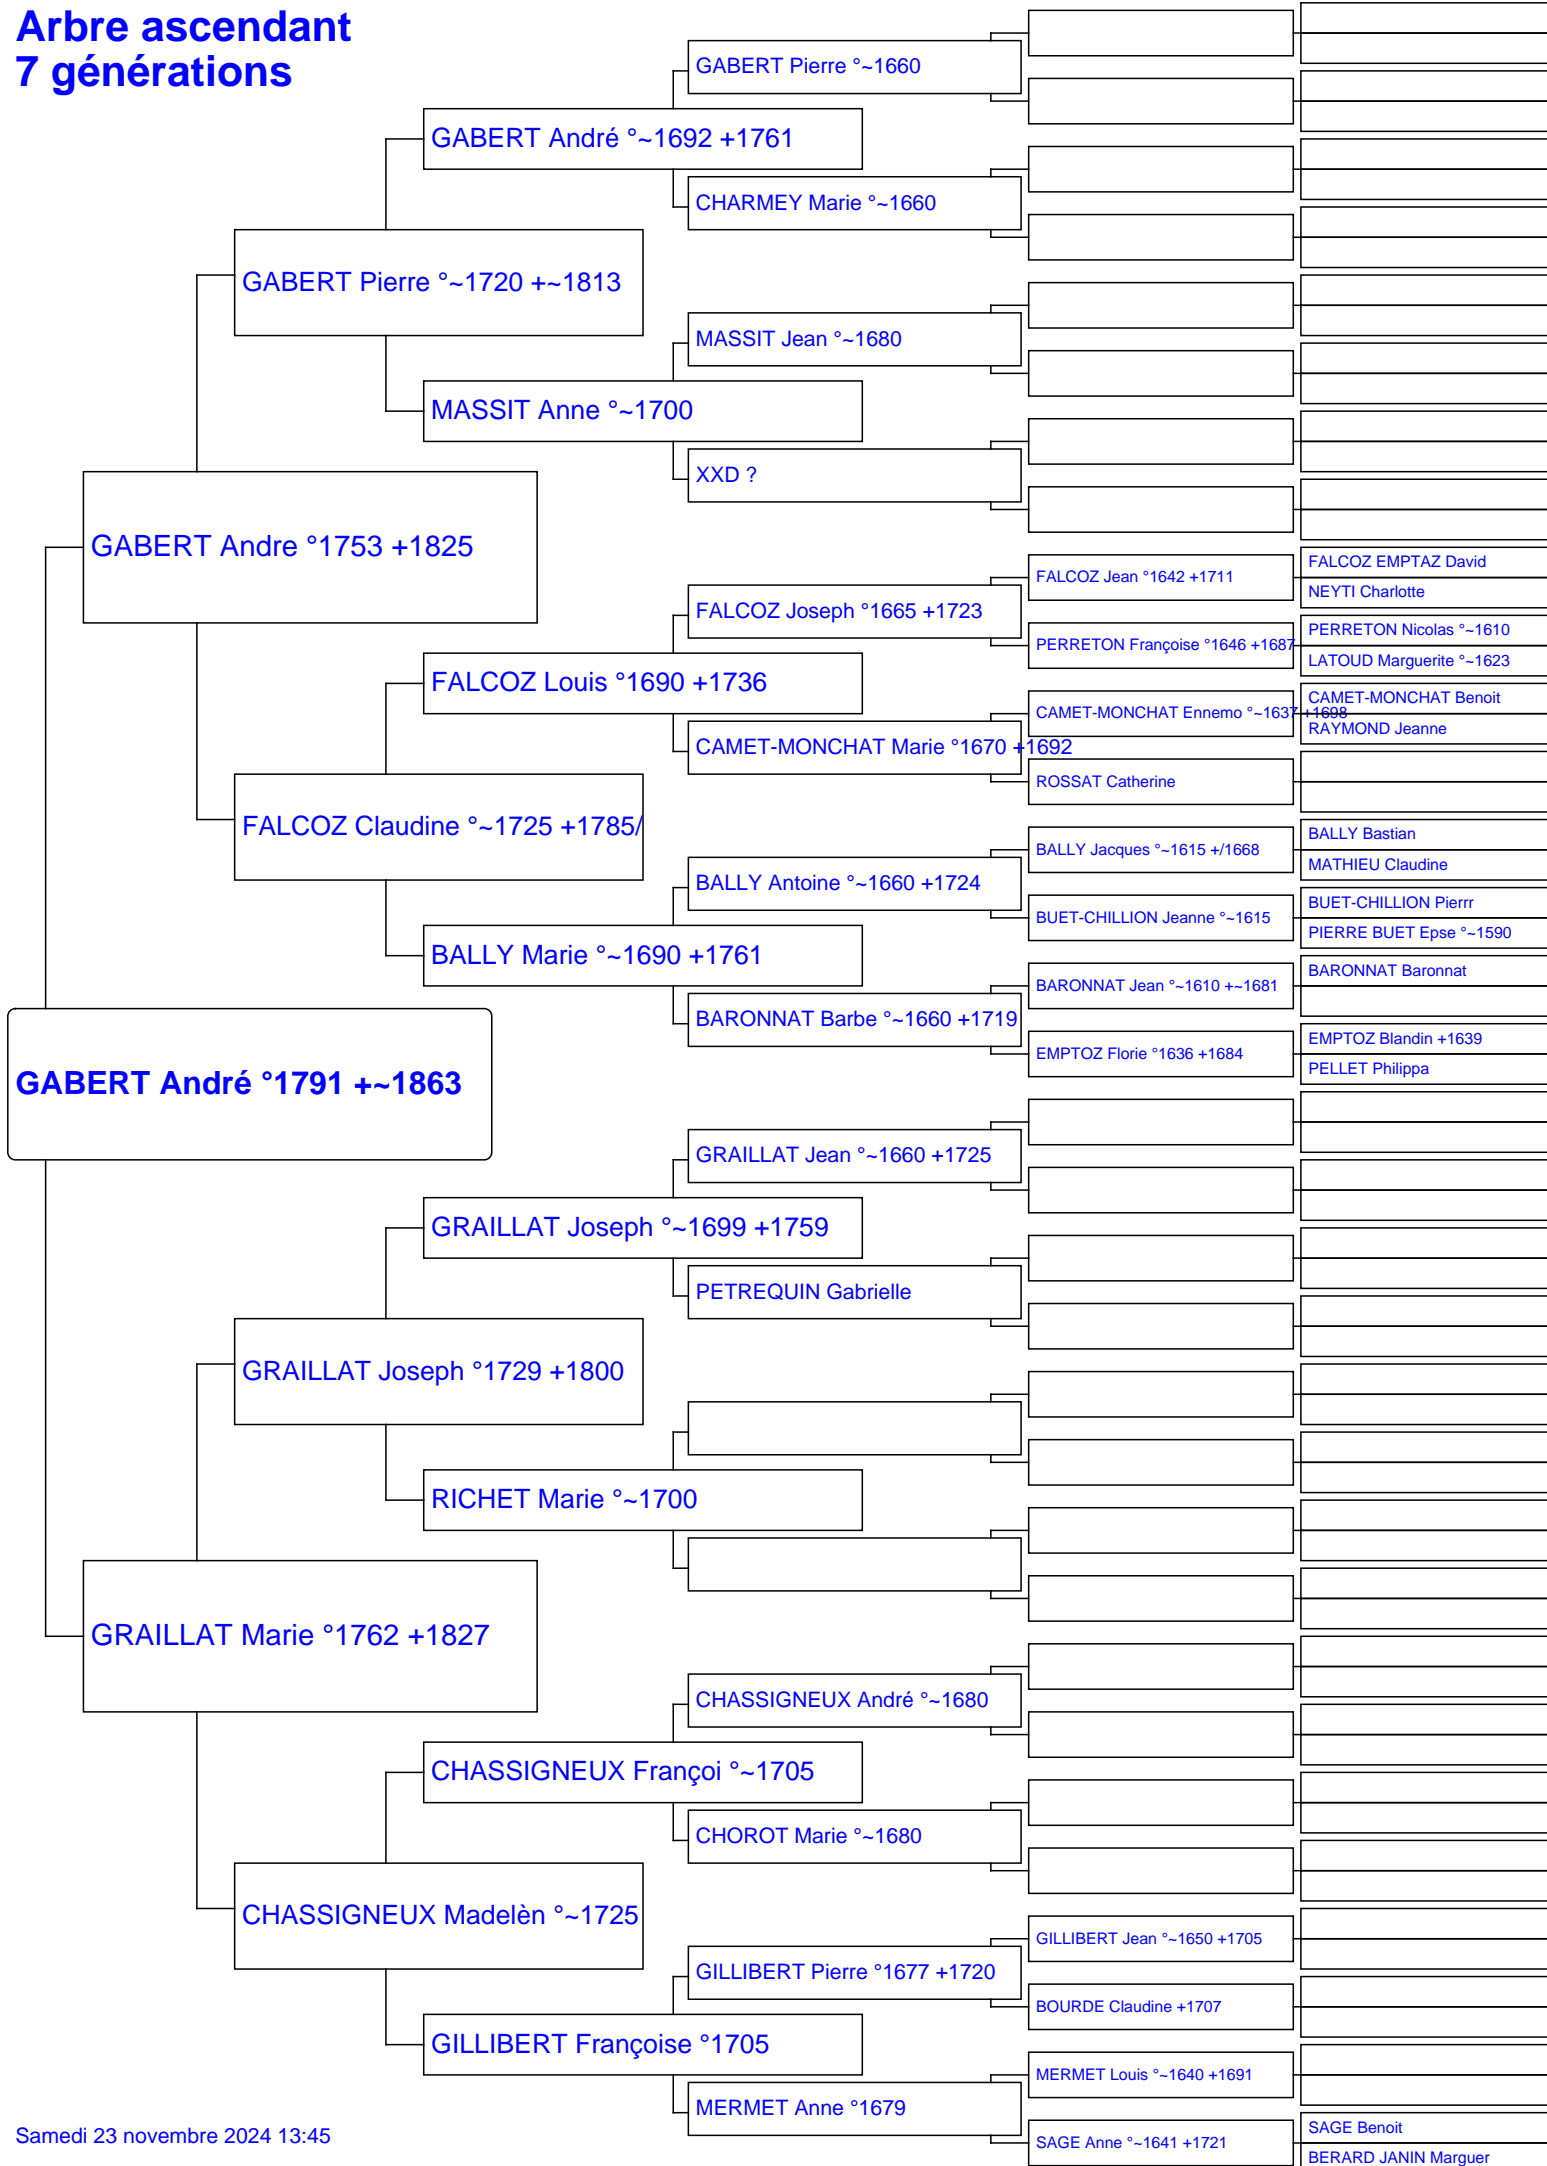 Arbre ascendant
7 générations
GABERT Pierre °~1660
GABERT André °~1692 +1761
CHARMEY Marie °~1660
GABERT Pierre °~1720 +~1813
MASSIT Jean °~1680
MASSIT Anne °~1700
XXD ?
GABERT Andre °1753 +1825
FALCOZ EMPTAZ David
FALCOZ Jean °1642 +1711
NEYTI Charlotte
FALCOZ Joseph °1665 +1723
PERRETON Nicolas °~1610
PERRETON Françoise °1646 +1687
LATOUD Marguerite °~1623
FALCOZ Louis °1690 +1736
CAMET-MONCHAT Benoit
CAMET-MONCHAT Ennemo °~1637 +1698
RAYMOND Jeanne
CAMET-MONCHAT Marie °1670 +1692
ROSSAT Catherine
FALCOZ Claudine °~1725 +1785/
BALLY Bastian
BALLY Jacques °~1615 +/1668
MATHIEU Claudine
BALLY Antoine °~1660 +1724
BUET-CHILLION Pierrr
BUET-CHILLION Jeanne °~1615
PIERRE BUET Epse °~1590
BALLY Marie °~1690 +1761
BARONNAT Baronnat
BARONNAT Jean °~1610 +~1681
BARONNAT Barbe °~1660 +1719
EMPTOZ Blandin +1639
EMPTOZ Florie °1636 +1684
PELLET Philippa
GABERT André °1791 +~1863
GRAILLAT Jean °~1660 +1725
GRAILLAT Joseph °~1699 +1759
PETREQUIN Gabrielle
GRAILLAT Joseph °1729 +1800
RICHET Marie °~1700
GRAILLAT Marie °1762 +1827
CHASSIGNEUX André °~1680
CHASSIGNEUX Françoi °~1705
CHOROT Marie °~1680
CHASSIGNEUX Madelèn °~1725
GILLIBERT Jean °~1650 +1705
GILLIBERT Pierre °1677 +1720
BOURDE Claudine +1707
GILLIBERT Françoise °1705
MERMET Louis °~1640 +1691
MERMET Anne °1679
SAGE Benoit
SAGE Anne °~1641 +1721
BERARD JANIN Marguer
Samedi 23 novembre 2024 13:45